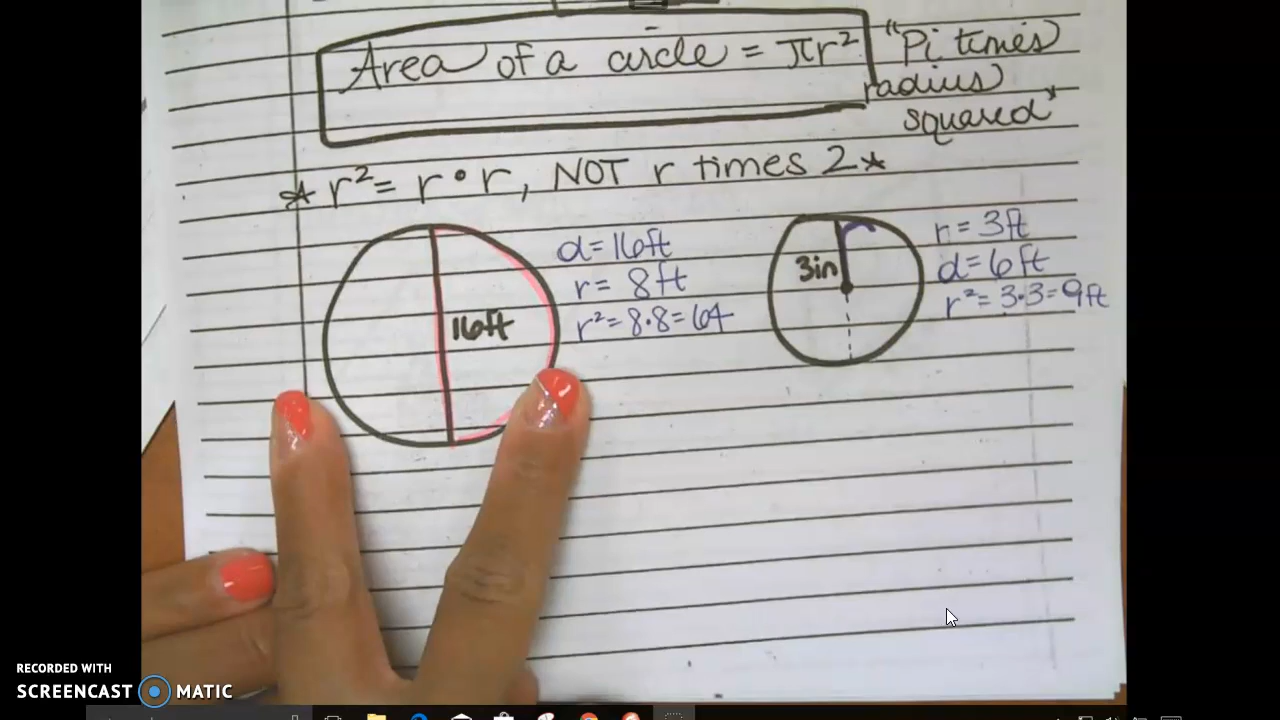 Area of a circle = πr²
"Pi times
radius
squared"
*r² = r • r, NOT r times 2*
16ft
d = 16ft
r = 8ft
r² = 8·8 = 64
3in
r = 3ft
d = 6ft
r² = 3·3 = 9ft
RECORDED WITH
SCREENCAST MATIC